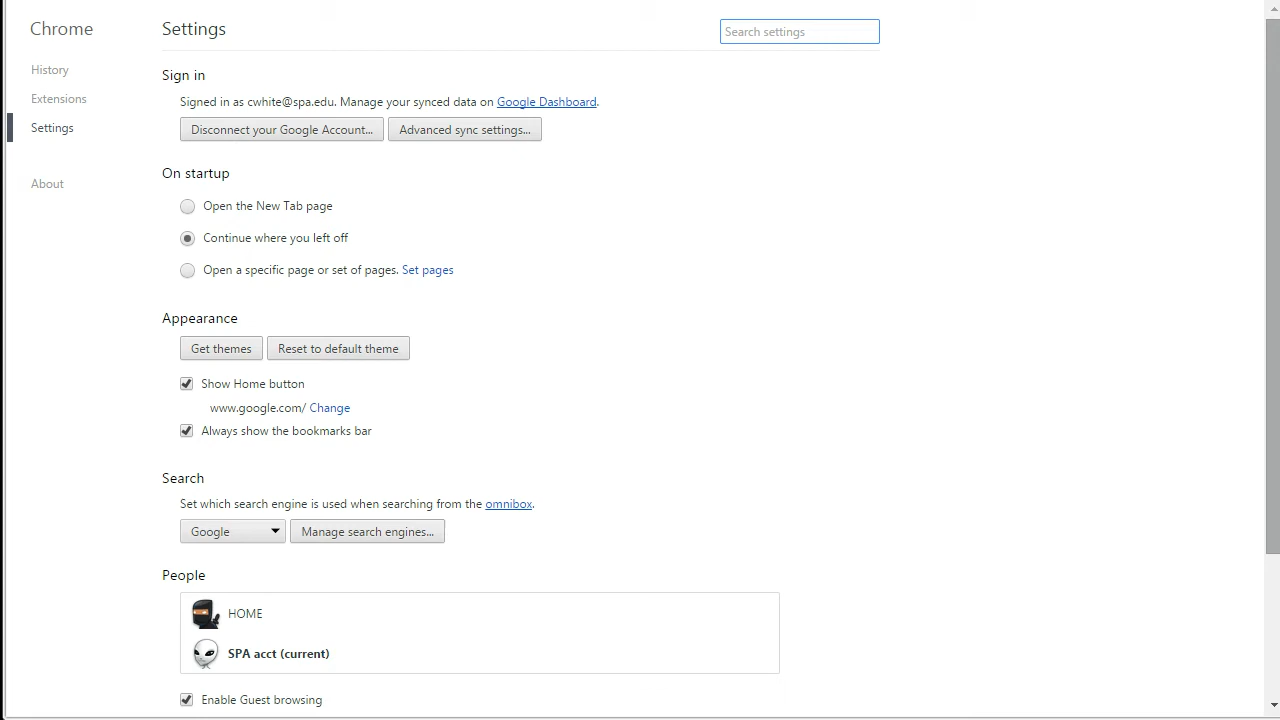 Chrome
Settings
Search settings
History
Extensions
Settings
About
Sign in
Signed in as cwhite@spa.edu. Manage your synced data on Google Dashboard.
Disconnect your Google Account... Advanced sync settings...
On startup
Open the New Tab page
Continue where you left off
Open a specific page or set of pages. Set pages
Appearance
Get themes Reset to default theme
Show Home button
www.google.com/ Change
Always show the bookmarks bar
Search
Set which search engine is used when searching from the omnibox.
Google Manage search engines...
People
HOME
SPA acct (current)
Enable Guest browsing